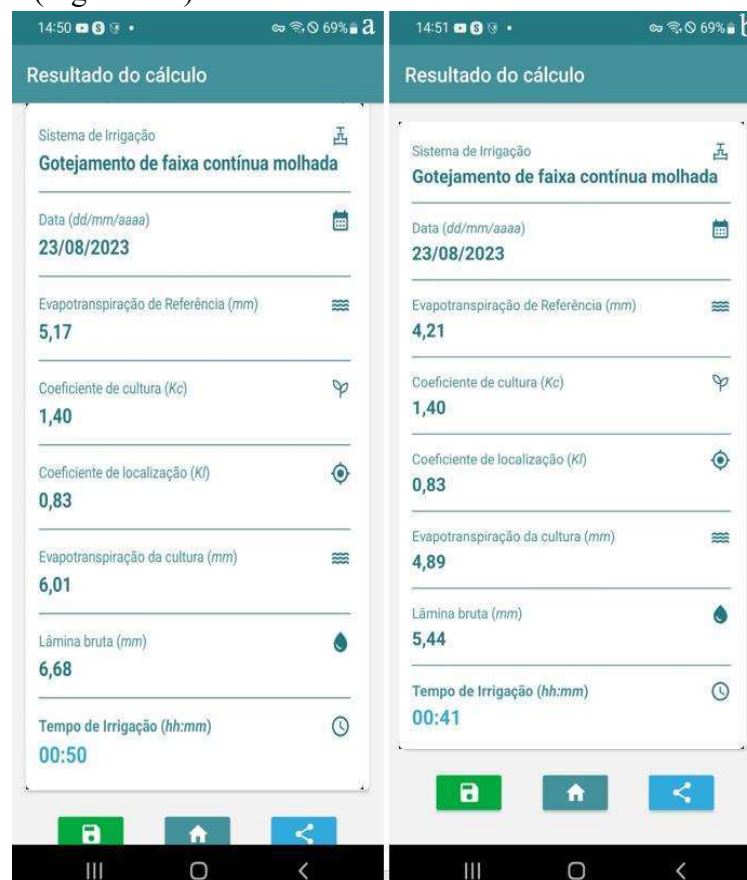 14:50 69% a
Resultado do cálculo
Sistema de Irrigação
Gotejamento de faixa contínua molhada
Data (dd/mm/aaaa)
23/08/2023
Evapotranspiração de Referência (mm)
5,17
Coeficiente de cultura (Kc)
1,40
Coeficiente de localização (Kl)
0,83
Evapotranspiração da cultura (mm)
6,01
Lâmina bruta (mm)
6,68
Tempo de Irrigação (hh:mm)
00:50
14:51 69% b
Resultado do cálculo
Sistema de Irrigação
Gotejamento de faixa contínua molhada
Data (dd/mm/aaaa)
23/08/2023
Evapotranspiração de Referência (mm)
4,21
Coeficiente de cultura (Kc)
1,40
Coeficiente de localização (Kl)
0,83
Evapotranspiração da cultura (mm)
4,89
Lâmina bruta (mm)
5,44
Tempo de Irrigação (hh:mm)
00:41